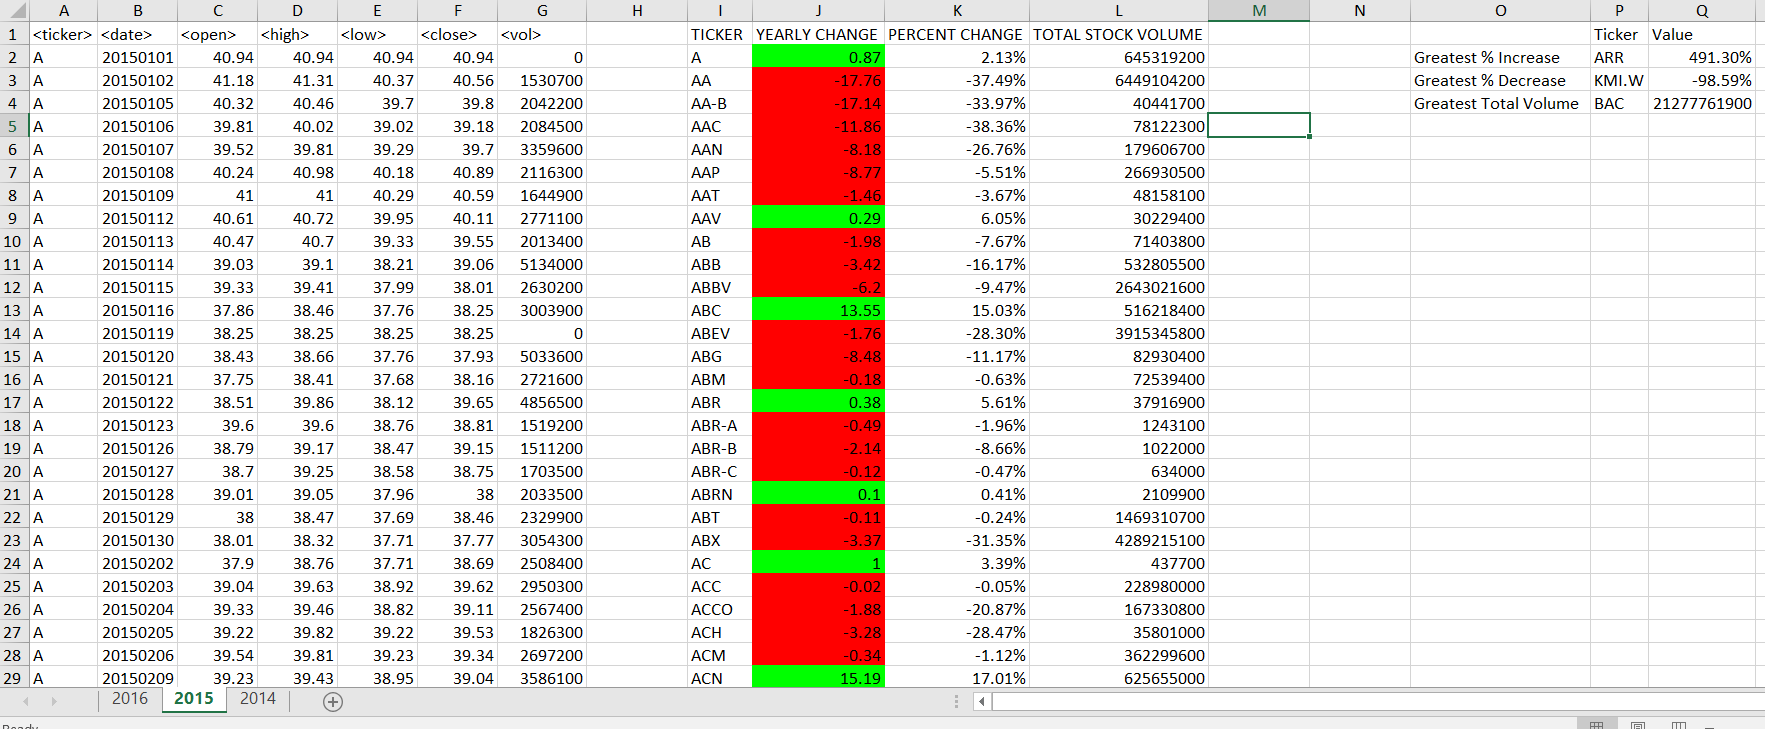 A B C D E F G H I J K L M N O P Q
1 <ticker> <date> <open> <high> <low> <close> <vol> TICKER YEARLY CHANGE PERCENT CHANGE TOTAL STOCK VOLUME Ticker Value
2 A 20150101 40.94 40.94 40.94 40.94 0 A 0.87 2.13% 645319200 Greatest % Increase ARR 491.30%
3 A 20150102 41.18 41.31 40.37 40.56 1530700 AA -17.76 -37.49% 6449104200 Greatest % Decrease KMI.W -98.59%
4 A 20150105 40.32 40.46 39.7 39.8 2042200 AA-B -17.14 -33.97% 40441700 Greatest Total Volume BAC 21277761900
5 A 20150106 39.81 40.02 39.02 39.18 2084500 AAC -11.86 -38.36% 78122300
6 A 20150107 39.52 39.81 39.29 39.7 3359600 AAN -8.18 -26.76% 179606700
7 A 20150108 40.24 40.98 40.18 40.89 2116300 AAP -8.77 -5.51% 266930500
8 A 20150109 41 41 40.29 40.59 1644900 AAT -1.46 -3.67% 48158100
9 A 20150112 40.61 40.72 39.95 40.11 2771100 AAV 0.29 6.05% 30229400
10 A 20150113 40.47 40.7 39.33 39.55 2013400 AB -1.98 -7.67% 71403800
11 A 20150114 39.03 39.1 38.21 39.06 5134000 ABB -3.42 -16.17% 532805500
12 A 20150115 39.33 39.41 37.99 38.01 2630200 ABBV -6.2 -9.47% 2643021600
13 A 20150116 37.86 38.46 37.76 38.25 3003900 ABC 13.55 15.03% 516218400
14 A 20150119 38.25 38.25 38.25 38.25 0 ABEV -1.76 -28.30% 3915345800
15 A 20150120 38.43 38.66 37.76 37.93 5033600 ABG -8.48 -11.17% 82930400
16 A 20150121 37.75 38.41 37.68 38.16 2721600 ABM -0.18 -0.63% 72539400
17 A 20150122 38.51 39.86 38.12 39.65 4856500 ABR 0.38 5.61% 37916900
18 A 20150123 39.6 39.6 38.76 38.81 1519200 ABR-A -0.49 -1.96% 1243100
19 A 20150126 38.79 39.17 38.47 39.15 1511200 ABR-B -2.14 -8.66% 1022000
20 A 20150127 38.7 39.25 38.58 38.75 1703500 ABR-C -0.12 -0.47% 634000
21 A 20150128 39.01 39.05 37.96 38 2033500 ABRN 0.1 0.41% 2109900
22 A 20150129 38 38.47 37.69 38.46 2329900 ABT -0.11 -0.24% 1469310700
23 A 20150130 38.01 38.32 37.71 37.77 3054300 ABX -3.37 -31.35% 4289215100
24 A 20150202 37.9 38.76 37.71 38.69 2508400 AC 1 3.39% 437700
25 A 20150203 39.04 39.63 38.92 39.62 2950300 ACC -0.02 -0.05% 228980000
26 A 20150204 39.33 39.46 38.82 39.11 2567400 ACCO -1.88 -20.87% 167330800
27 A 20150205 39.22 39.82 39.22 39.53 1826300 ACH -3.28 -28.47% 35801000
28 A 20150206 39.54 39.81 39.23 39.34 2697200 ACM -0.34 -1.12% 362299600
29 A 20150209 39.23 39.43 38.95 39.04 3586100 ACN 15.19 17.01% 625655000
2016 2015 2014
Ready